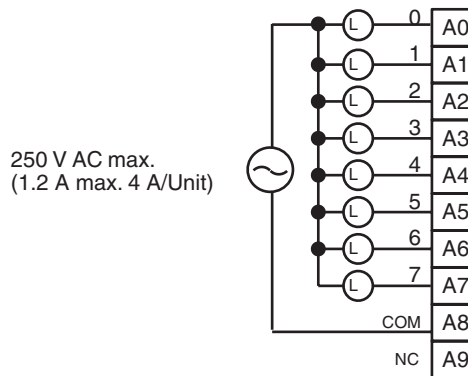 L 0 A0
L 1 A1
L 2 A2
L 3 A3
250 V AC max.
(1.2 A max. 4 A/Unit)
L 4 A4
L 5 A5
L 6 A6
L 7 A7
COM A8
NC A9